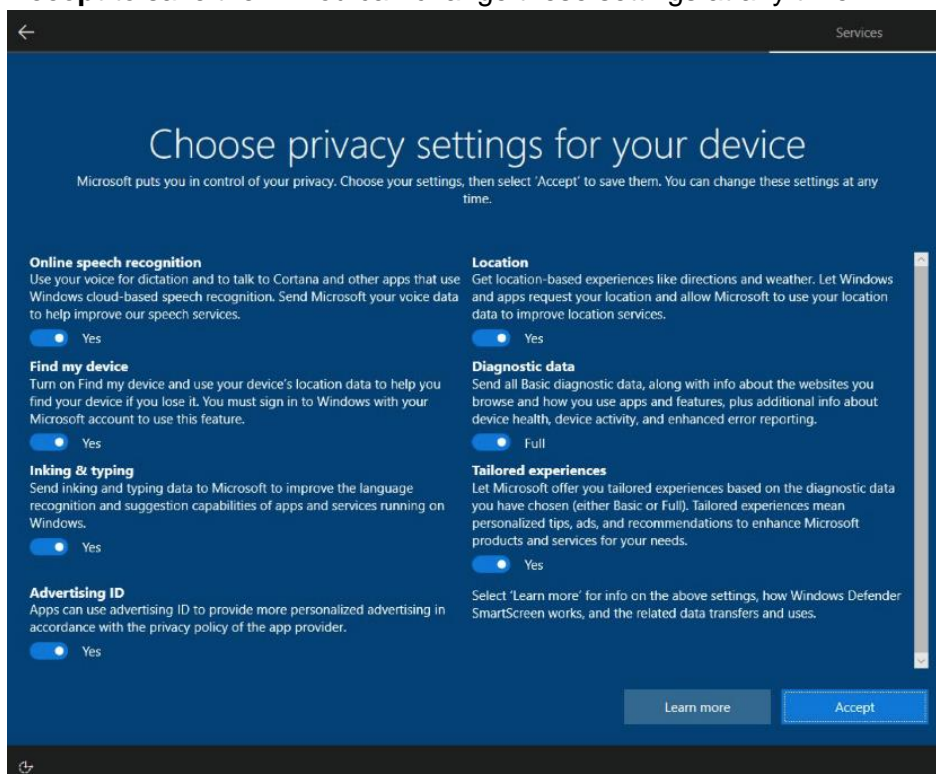 Services
Choose privacy settings for your device
Microsoft puts you in control of your privacy. Choose your settings, then select 'Accept' to save them. You can change these settings at any
time.
Online speech recognition
Use your voice for dictation and to talk to Cortana and other apps that use
Windows cloud-based speech recognition. Send Microsoft your voice data
to help improve our speech services.
Yes
Find my device
Turn on Find my device and use your device's location data to help you
find your device if you lose it. You must sign in to Windows with your
Microsoft account to use this feature.
Yes
Inking & typing
Send inking and typing data to Microsoft to improve the language
recognition and suggestion capabilities of apps and services running on
Windows.
Yes
Advertising ID
Apps can use advertising ID to provide more personalized advertising in
accordance with the privacy policy of the app provider.
Yes
Location
Get location-based experiences like directions and weather. Let Windows
and apps request your location and allow Microsoft to use your location
data to improve location services.
Yes
Diagnostic data
Send all Basic diagnostic data, along with info about the websites you
browse and how you use apps and features, plus additional info about
device health, device activity, and enhanced error reporting.
Full
Tailored experiences
Let Microsoft offer you tailored experiences based on the diagnostic data
you have chosen (either Basic or Full). Tailored experiences mean
personalized tips, ads, and recommendations to enhance Microsoft
products and services for your needs.
Yes
Select 'Learn more' for info on the above settings, how Windows Defender
SmartScreen works, and the related data transfers and uses.
Learn more
Accept